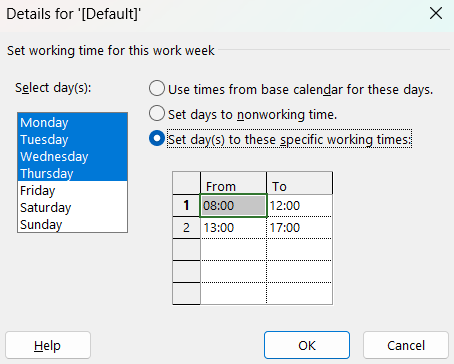 Details for '[Default]'
Set working time for this work week
Select day(s):
Monday
Tuesday
Wednesday
Thursday
Friday
Saturday
Sunday
Use times from base calendar for these days.
Set days to nonworking time.
Set day(s) to these specific working times:
From To
1 08:00 12:00
2 13:00 17:00
Help OK Cancel